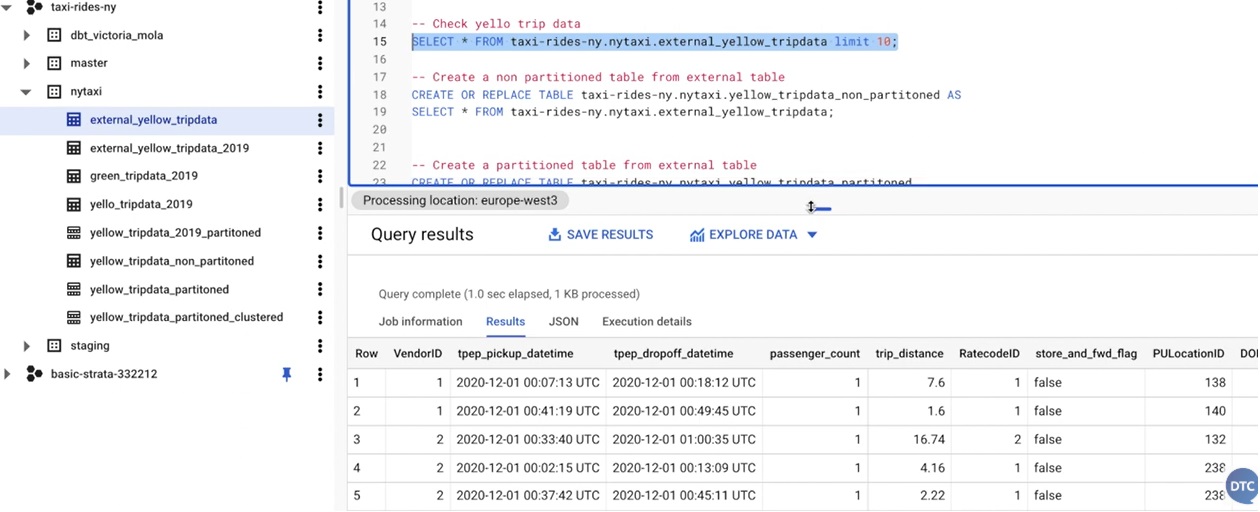 taxi-rides-ny
dbt_victoria_mola
master
nytaxi
external_yellow_tripdata
external_yellow_tripdata_2019
green_tripdata_2019
yello_tripdata_2019
yellow_tripdata_2019_partitoned
yellow_tripdata_non_partitoned
yellow_tripdata_partitoned
yellow_tripdata_partitoned_clustered
staging
basic-strata-332212
13
14 -- Check yello trip data
15 SELECT * FROM taxi-rides-ny.nytaxi.external_yellow_tripdata limit 10;
16
17 -- Create a non partitioned table from external table
18 CREATE OR REPLACE TABLE taxi-rides-ny.nytaxi.yellow_tripdata_non_partitoned AS
19 SELECT * FROM taxi-rides-ny.nytaxi.external_yellow_tripdata;
20
21
22 -- Create a partitioned table from external table
23 CREATE OR REPLACE TABLE taxi-rides-ny.nytaxi.yellow_tripdata_partitoned
Processing location: europe-west3
Query results SAVE RESULTS EXPLORE DATA
Query complete (1.0 sec elapsed, 1 KB processed)
Job information Results JSON Execution details
Row VendorID tpep_pickup_datetime tpep_dropoff_datetime passenger_count trip_distance RatecodeID store_and_fwd_flag PULocationID
1 1 2020-12-01 00:07:13 UTC 2020-12-01 00:18:12 UTC 1 7.6 1 false 138
2 1 2020-12-01 00:41:19 UTC 2020-12-01 00:49:45 UTC 1 1.6 1 false 140
3 2 2020-12-01 00:33:40 UTC 2020-12-01 01:00:35 UTC 1 16.74 2 false 132
4 2 2020-12-01 00:02:15 UTC 2020-12-01 00:13:09 UTC 1 4.16 1 false 238
5 2 2020-12-01 00:37:42 UTC 2020-12-01 00:45:11 UTC 1 2.22 1 false 238
DTC